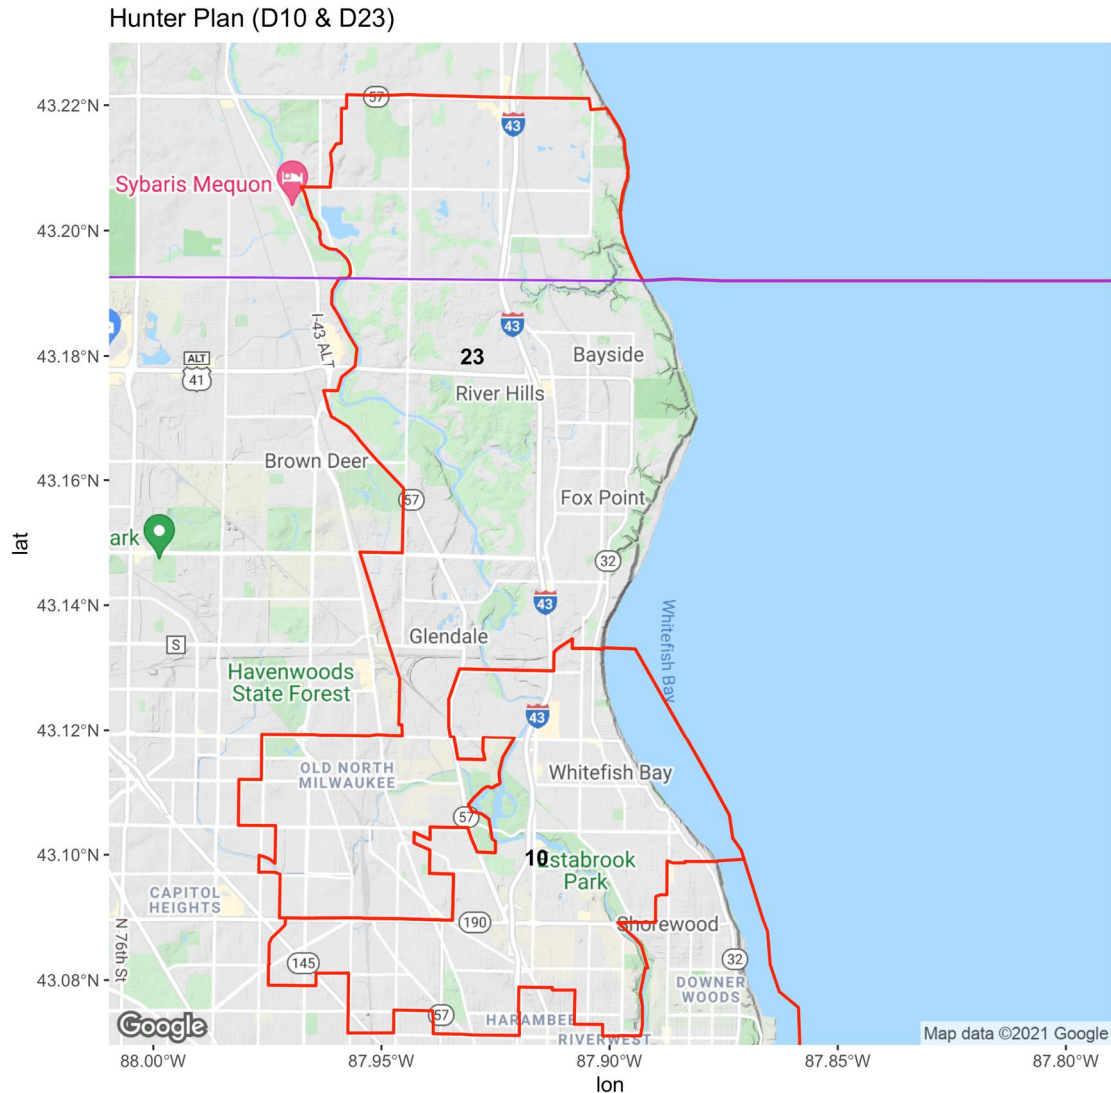 Hunter Plan (D10 & D23)
43.22°N
57
43
Sybaris Mequon
43.20°N
43
I-43 ALT
43.18°N
ALT
41
23
Bayside
River Hills
43.16°N
Brown Deer
57
Fox Point
ark
32
lat
43.14°N
43
Glendale
S
Whitefish Bay
Havenwoods
State Forest
43.12°N
43
OLD NORTH
MILWAUKEE
Whitefish Bay
57
43.10°N
10
Estabrook
Park
CAPITOL
HEIGHTS
190
Shorewood
N 76th St
145
32
43.08°N
DOWNER
WOODS
57
HARAMBEE
RIVERWEST
Google
Map data ©2021 Google
88.00°W
87.95°W
87.90°W
87.85°W
87.80°W
lon